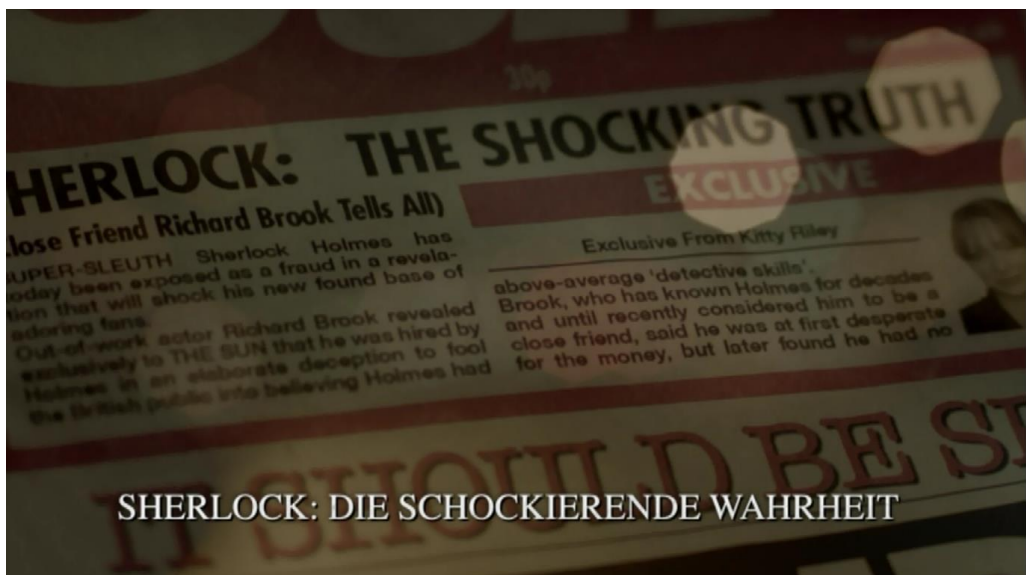 30p
HERLOCK: THE SHOCKING TRUTH
lose Friend Richard Brook Tells All)
EXCLUSIVE
SUPER-SLEUTH Sherlock Holmes has
today been exposed as a fraud in a revela-
tion that will shock his new found base of
adoring fans.
Out-of-work actor Richard Brook revealed
exclusively to THE SUN that he was hired by
Holmes in an elaborate deception to fool
the British public into believing Holmes had
Exclusive From Kitty Riley
above-average 'detective skills'.
Brook, who has known Holmes for decades
and until recently considered him to be a
close friend, said he was at first desperate
for the money, but later found he had no
IT SHOULD BE
SHERLOCK: DIE SCHOCKIERENDE WAHRHEIT